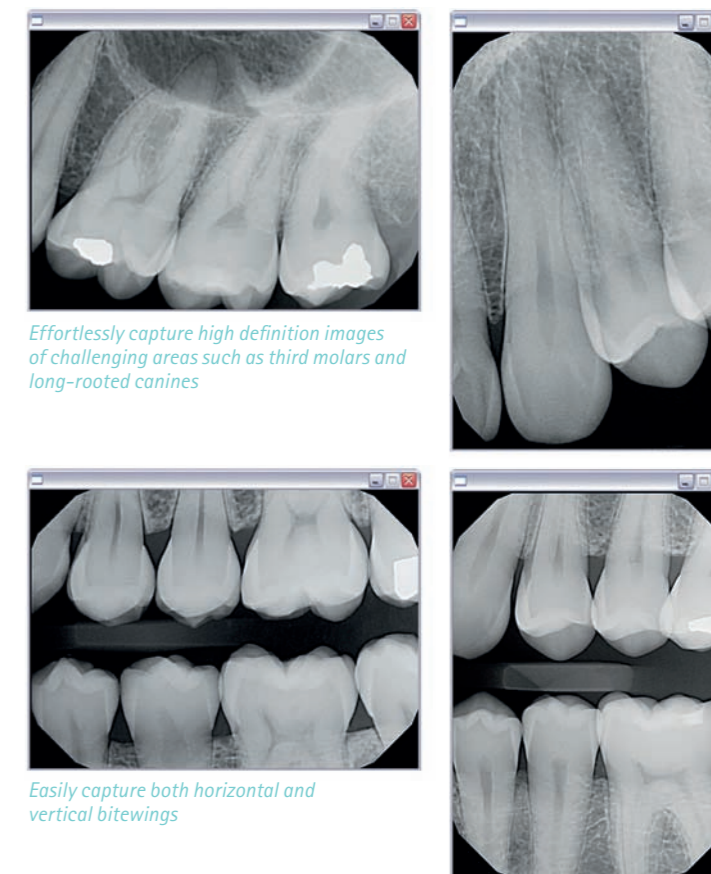 Effortlessly capture high definition images
of challenging areas such as third molars and
long-rooted canines
Easily capture both horizontal and
vertical bitewings